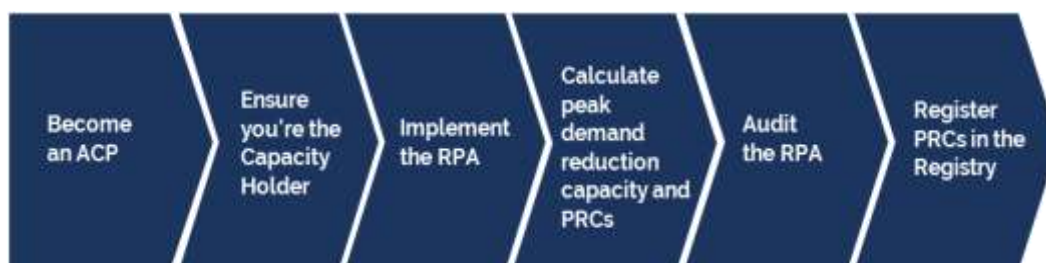 Become
an ACP
Ensure
you're the
Capacity
Holder
Implement
the RPA
Calculate
peak
demand
reduction
capacity and
PRCs
Audit
the RPA
Register
PRCs in the
Registry